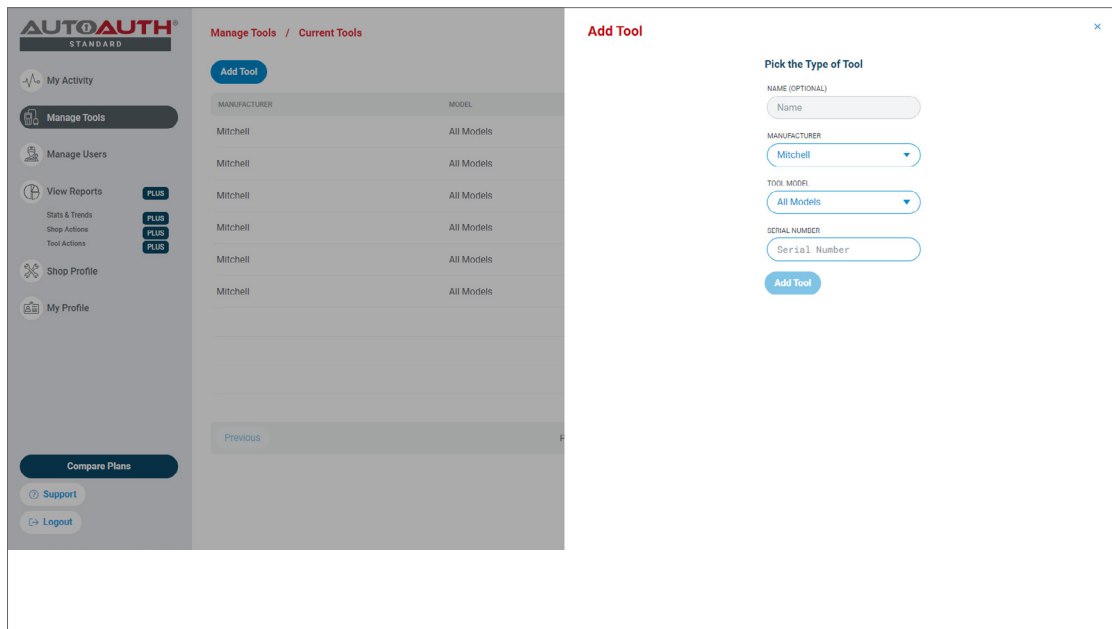 AUTOAUTH®
STANDARD
My Activity
Manage Tools
Manage Users
View Reports PLUS
Stats & Trends PLUS
Shop Actions PLUS
Tool Actions PLUS
Shop Profile
My Profile
Compare Plans
Support
Logout
Manage Tools / Current Tools
Add Tool
MANUFACTURER MODEL
Mitchell All Models
Mitchell All Models
Mitchell All Models
Mitchell All Models
Mitchell All Models
Mitchell All Models
Previous
Add Tool
×
Pick the Type of Tool
NAME (OPTIONAL)
Name
MANUFACTURER
Mitchell
TOOL MODEL
All Models
SERIAL NUMBER
Serial Number
Add Tool